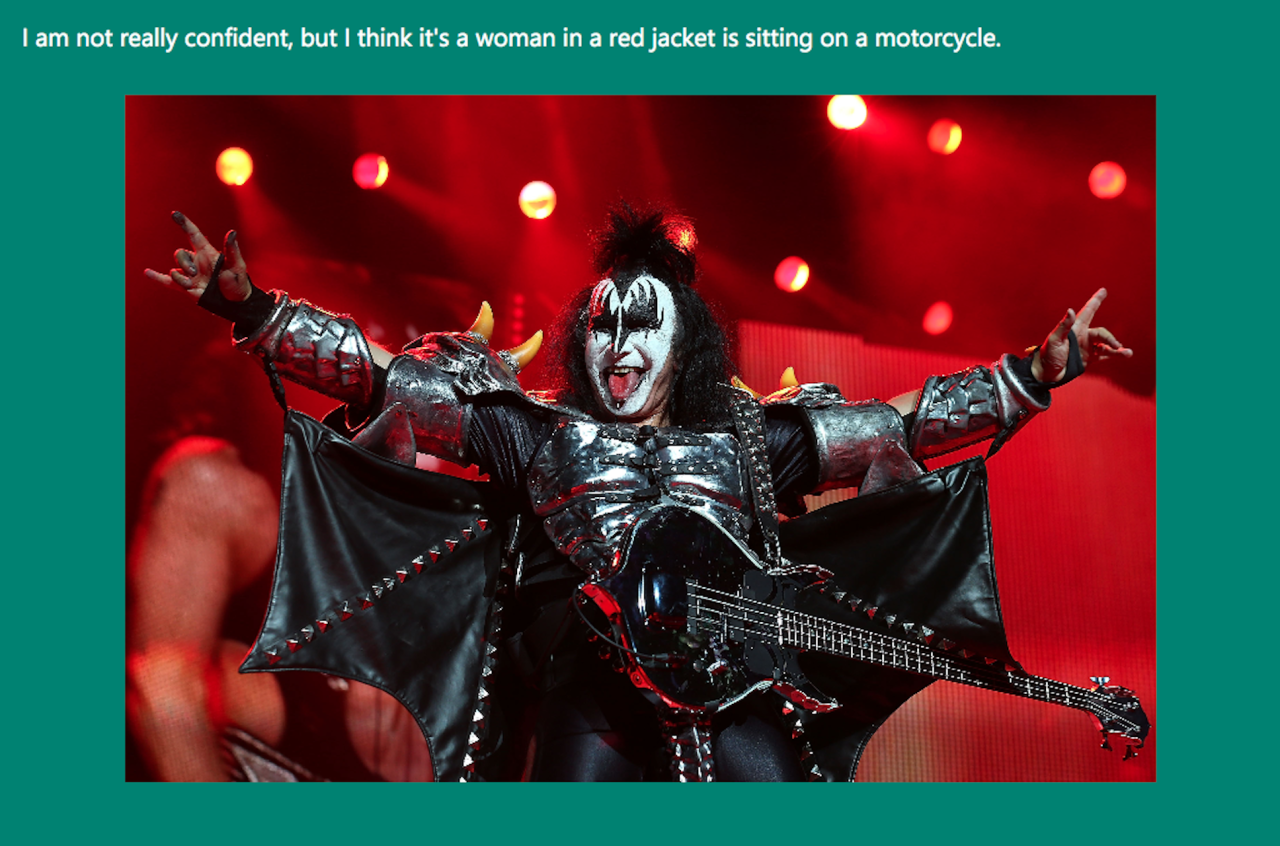 I am not really confident, but I think it's a woman in a red jacket is sitting on a motorcycle.